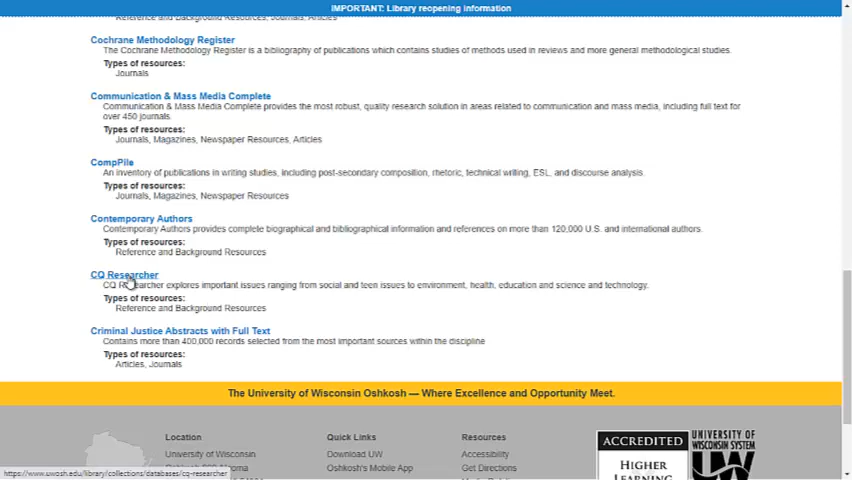 IMPORTANT: Library reopening information
Reference and Background Resources, Journals, Articles
Cochrane Methodology Register
The Cochrane Methodology Register is a bibliography of publications which contains studies of methods used in reviews and more general methodological studies.
Types of resources:
Journals
Communication & Mass Media Complete
Communication & Mass Media Complete provides the most robust, quality research solution in areas related to communication and mass media, including full text for
over 450 journals.
Types of resources:
Journals, Magazines, Newspaper Resources, Articles
CompPile
An inventory of publications in writing studies, including post-secondary composition, rhetoric, technical writing, ESL, and discourse analysis.
Types of resources:
Journals, Magazines, Newspaper Resources
Contemporary Authors
Contemporary Authors provides complete biographical and bibliographical information and references on more than 120,000 U.S. and international authors.
Types of resources:
Reference and Background Resources
CQ Researcher
CQ Researcher explores important issues ranging from social and teen issues to environment, health, education and science and technology.
Types of resources:
Reference and Background Resources
Criminal Justice Abstracts with Full Text
Contains more than 400,000 records selected from the most important sources within the discipline
Types of resources:
Articles, Journals
The University of Wisconsin Oshkosh — Where Excellence and Opportunity Meet.
Location
University of Wisconsin
Quick Links
Download UW
Oshkosh's Mobile App
Resources
Accessibility
Get Directions
ACCREDITED
HIGHER
LEARNING
UNIVERSITY OF
WISCONSIN SYSTEM
UW
https://www.uwosh.edu/library/collections/databases/cq-researcher